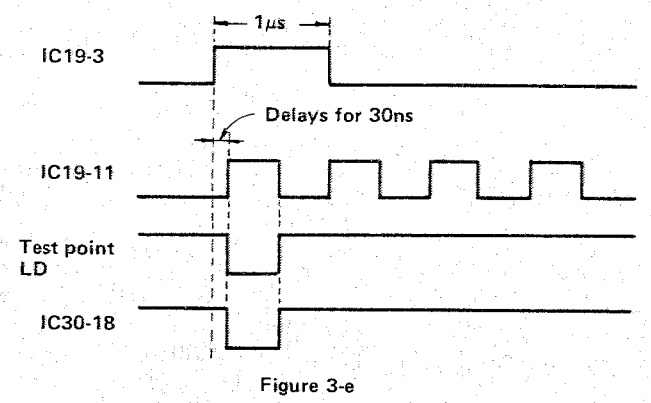 1μs
IC19-3
Delays for 30ns
IC19-11
Test point
LD
IC30-18
Figure 3-e